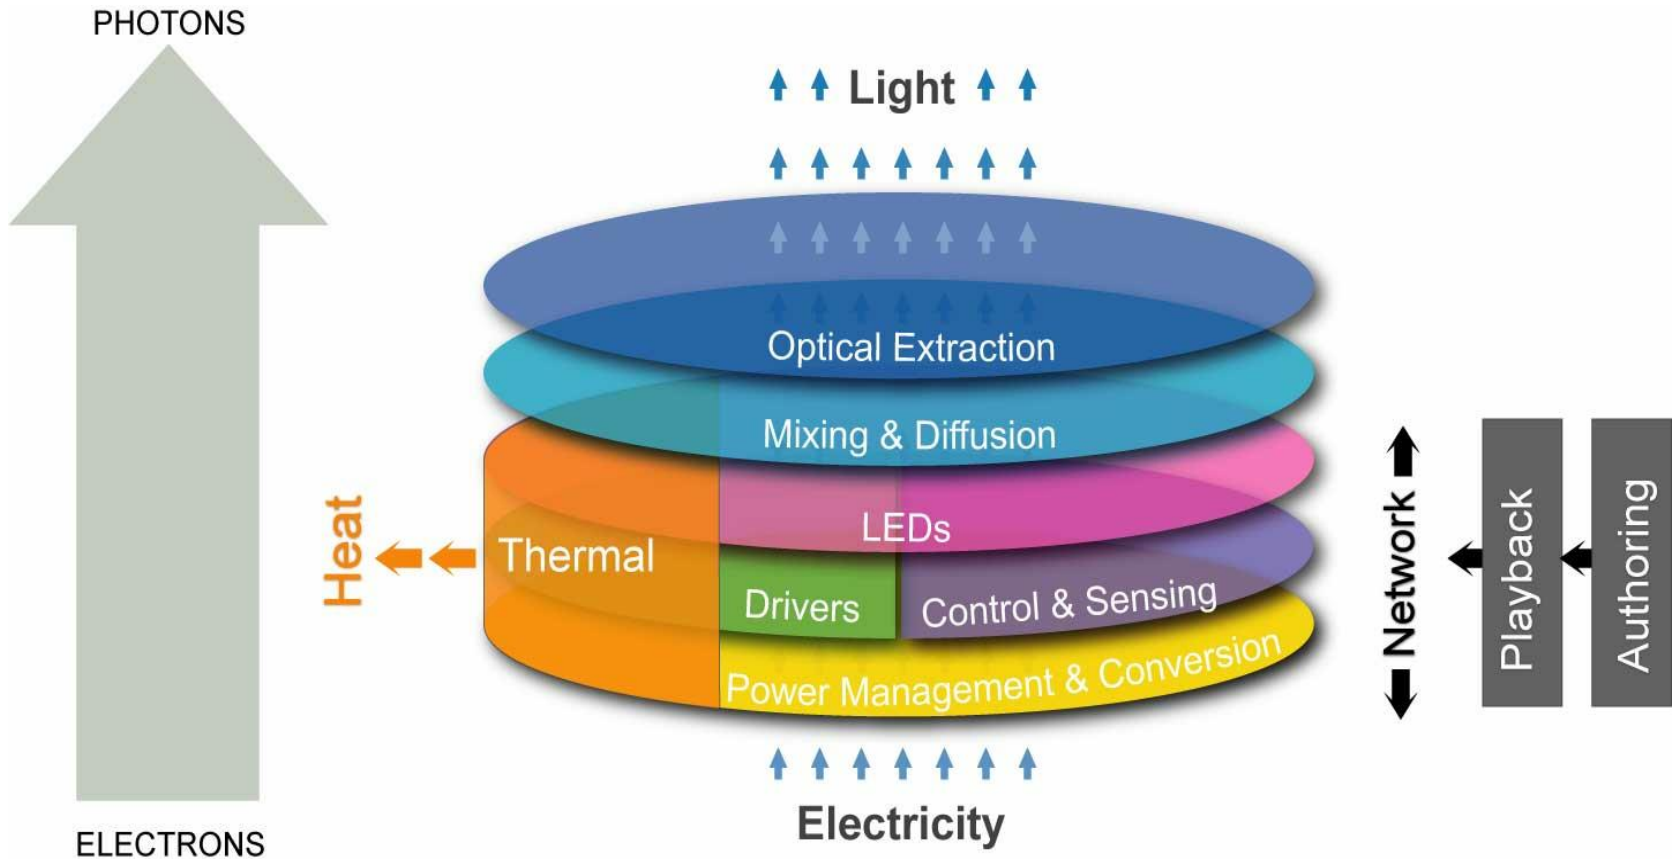 PHOTONS
Light
Optical Extraction
Mixing & Diffusion
LEDs
Thermal
Heat
Drivers
Control & Sensing
Power Management & Conversion
Electricity
ELECTRONS
Network
Playback
Authoring